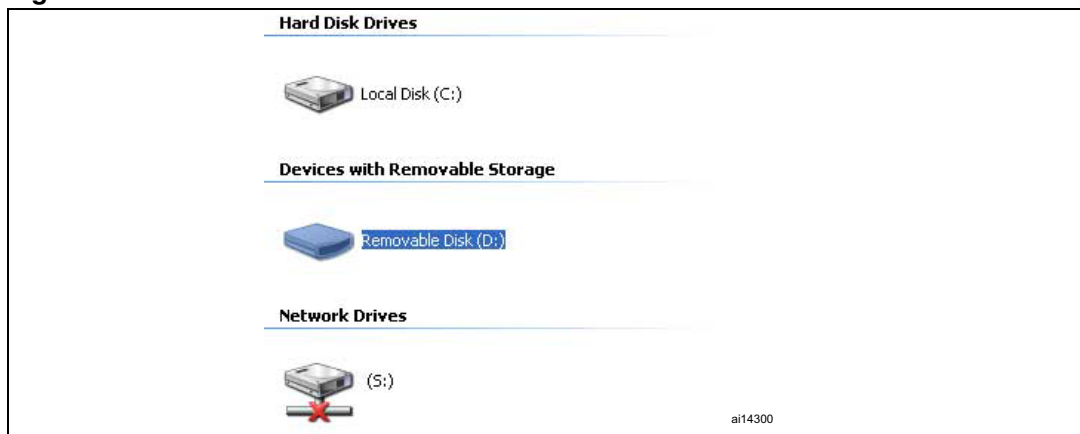 Hard Disk Drives
Local Disk (C:)
Devices with Removable Storage
Removable Disk (D:)
Network Drives
(S:)
ai14300